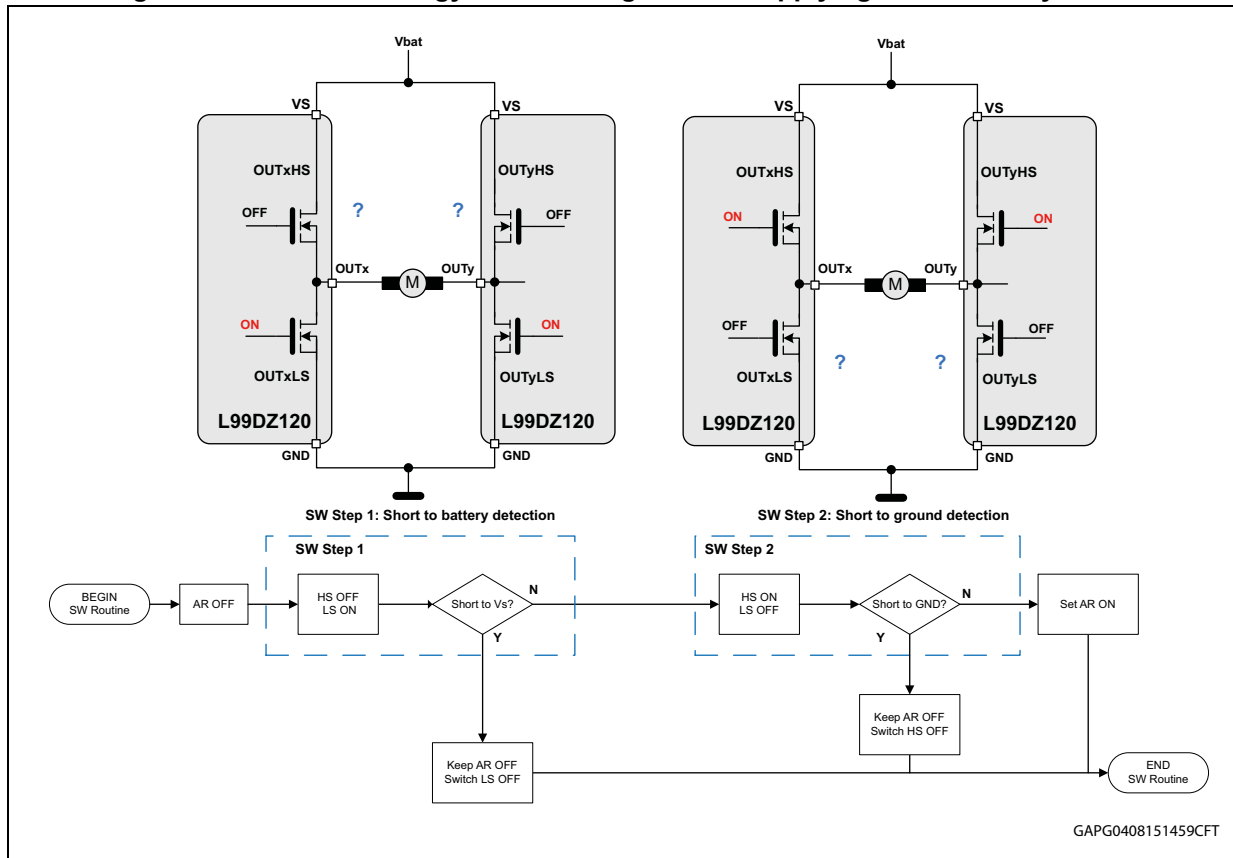 Vbat
Vbat
VS
VS
VS
VS
OUTxHS
OUTyHS
OUTxHS
OUTyHS
OFF
?
?
OFF
ON
ON
OUTx
OUTy
OUTx
OUTy
M
M
ON
ON
OFF
OFF
?
?
OUTxLS
OUTyLS
OUTxLS
OUTyLS
L99DZ120
L99DZ120
L99DZ120
L99DZ120
GND
GND
GND
GND
SW Step 1: Short to battery detection
SW Step 2: Short to ground detection
SW Step 1
SW Step 2
BEGIN
SW Routine
AR OFF
HS OFF
LS ON
Short to Vs?
N
Y
HS ON
LS OFF
Short to GND?
N
Y
Set AR ON
Keep AR OFF
Switch HS OFF
Keep AR OFF
Switch LS OFF
END
SW Routine
GAPG0408151459CFT